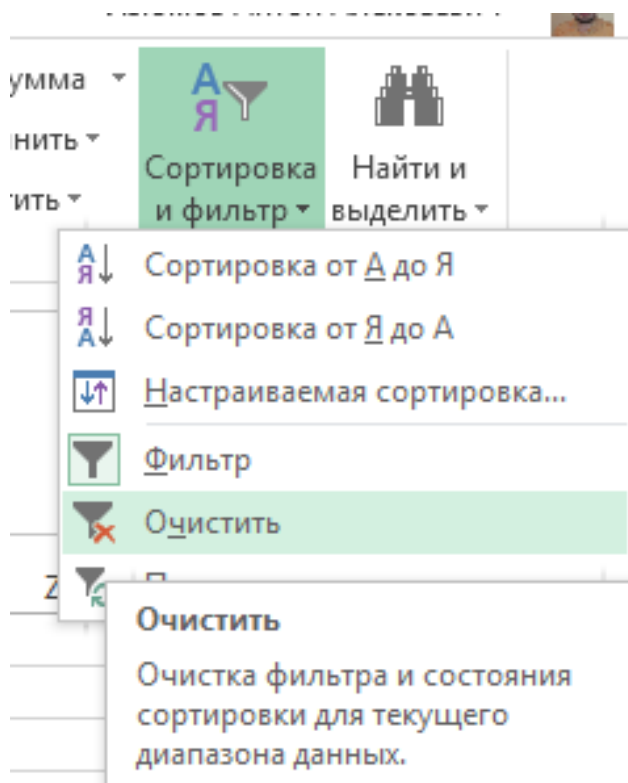 умма
Сортировка
и фильтр
Найти и
выделить
нить
тить
Сортировка от А до Я
Сортировка от Я до А
Настраиваемая сортировка...
Фильтр
Очистить
Z
Очистить
Очистка фильтра и состояния
сортировки для текущего
диапазона данных.